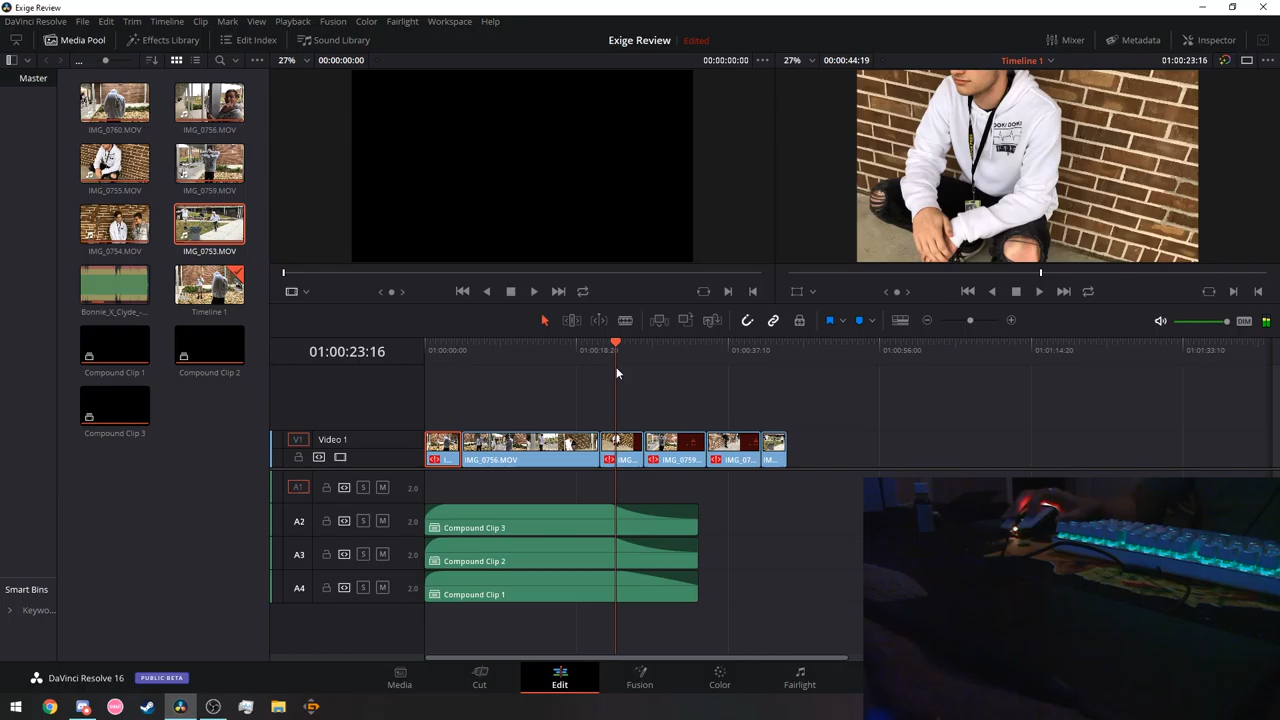 Exige Review
DaVinci Resolve File Edit Trim Timeline Clip Mark View Playback Fusion Color Fairlight Workspace Help
Media Pool Effects Library Edit Index Sound Library Exige Review Edited Mixer Metadata Inspector
... 27% 00:00:00:00 00:00:00:00 27% 00:00:44:19 Timeline 1 01:00:23:16
Master
IMG_0760.MOV IMG_0756.MOV
IMG_0755.MOV IMG_0759.MOV
IMG_0754.MOV IMG_0753.MOV
Bonnie_X_Clyde_-... Timeline 1
Compound Clip 1 Compound Clip 2
Compound Clip 3
DOKI DOKI
DIM
01:00:23:16
01:00:00:00 01:00:18:20 01:00:37:10 01:00:56:00 01:01:14:20 01:01:33:10
V1 Video 1
I... IMG_0756.MOV IMG... IMG_0759... IMG_07... IM...
A1 S M 2.0
A2 S M 2.0 Compound Clip 3
A3 S M 2.0 Compound Clip 2
A4 S M 2.0 Compound Clip 1
Smart Bins
Keywo...
DaVinci Resolve 16 PUBLIC BETA
Media Cut Edit Fusion Color Fairlight